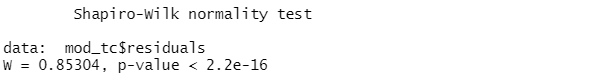 Shapiro-Wilk normality test
data:  mod_tc$residuals
W = 0.85304, p-value < 2.2e-16